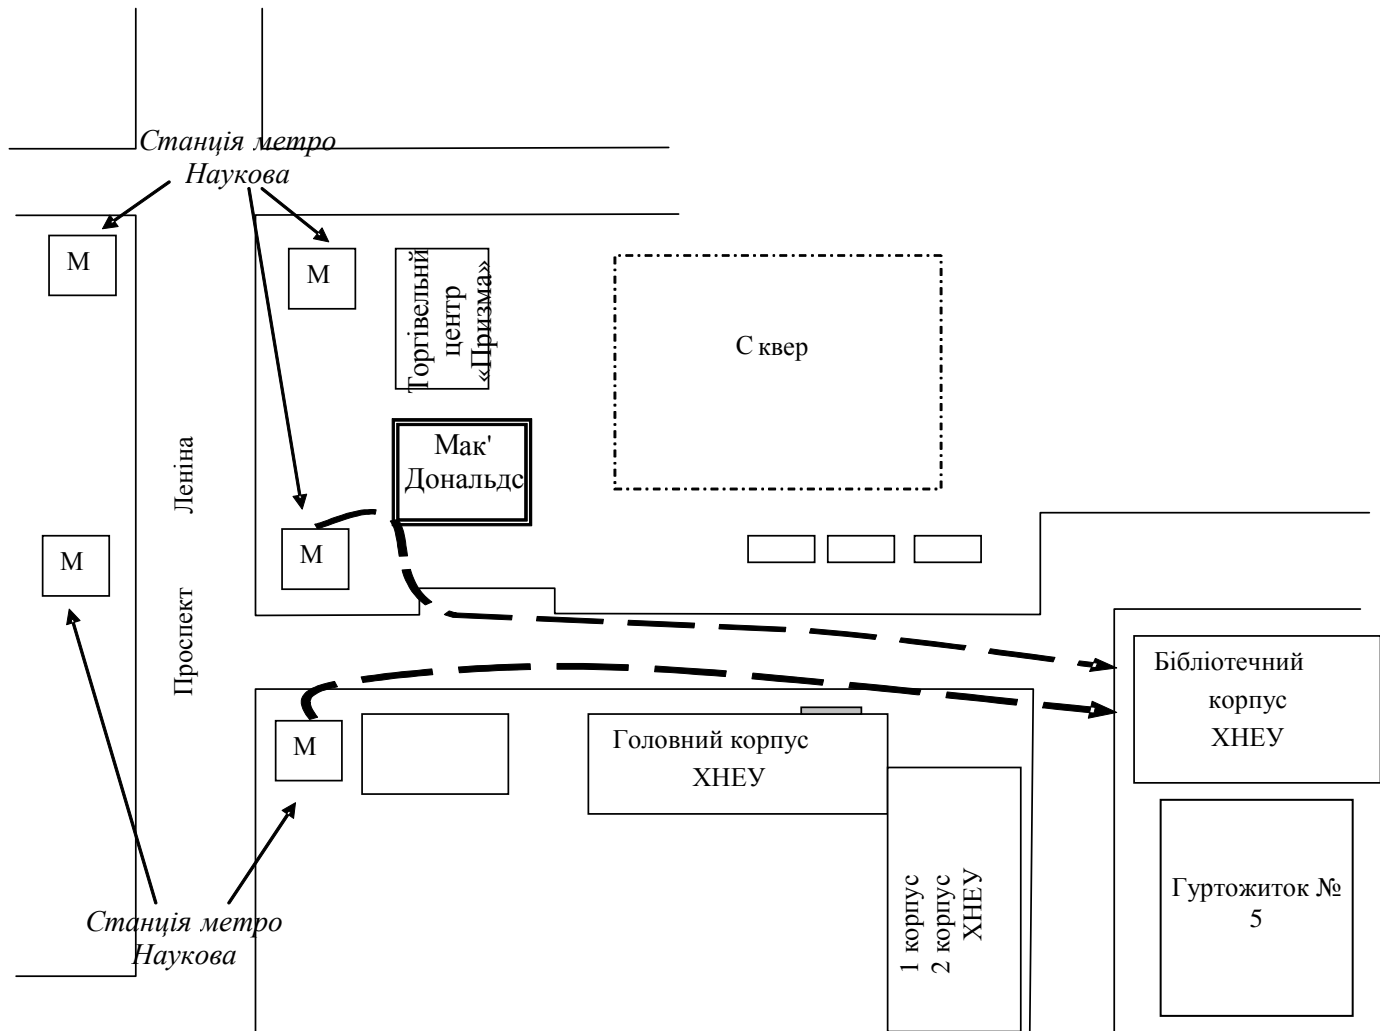 Станція метро
Наукова
М
М
Торгівельни
центр
«Призма»
С квер
Мак'
Дональдс
М
М
Проспект Леніна
Бібліотечний
корпус
ХНЕУ
М
Головний корпус
ХНЕУ
1 корпус
2 корпус
ХНЕУ
Гуртожиток №
5
Станція метро
Наукова